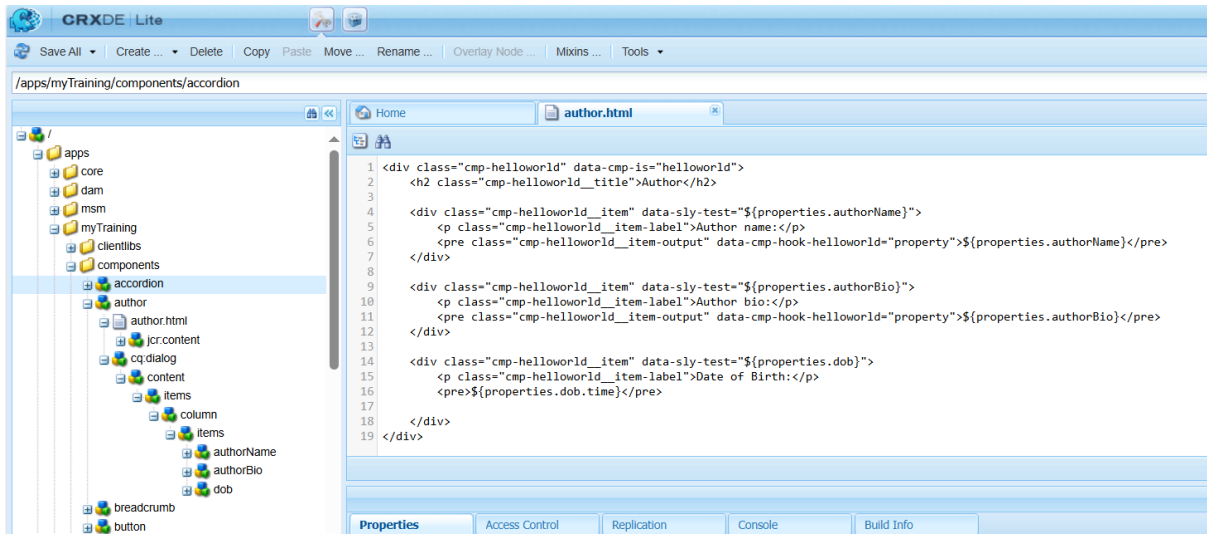 CRXDE Lite
Save All Create ... Delete Copy Paste Move ... Rename ... Overlay Node ... Mixins ... Tools
/apps/myTraining/components/accordion
/
apps
core
dam
msm
myTraining
clientlibs
components
accordion
author
author.html
jcr:content
cq:dialog
content
items
column
items
authorName
authorBio
dob
breadcrumb
button
Home author.html
1 <div class="cmp-helloworld" data-cmp-is="helloworld">
2 <h2 class="cmp-helloworld__title">Author</h2>
3
4 <div class="cmp-helloworld__item" data-sly-test="${properties.authorName}">
5 <p class="cmp-helloworld__item-label">Author name:</p>
6 <pre class="cmp-helloworld__item-output" data-cmp-hook-helloworld="property">${properties.authorName}</pre>
7 </div>
8
9 <div class="cmp-helloworld__item" data-sly-test="${properties.authorBio}">
10 <p class="cmp-helloworld__item-label">Author bio:</p>
11 <pre class="cmp-helloworld__item-output" data-cmp-hook-helloworld="property">${properties.authorBio}</pre>
12 </div>
13
14 <div class="cmp-helloworld__item" data-sly-test="${properties.dob}">
15 <p class="cmp-helloworld__item-label">Date of Birth:</p>
16 <pre>${properties.dob.time}</pre>
17
18 </div>
19 </div>
Properties Access Control Replication Console Build Info